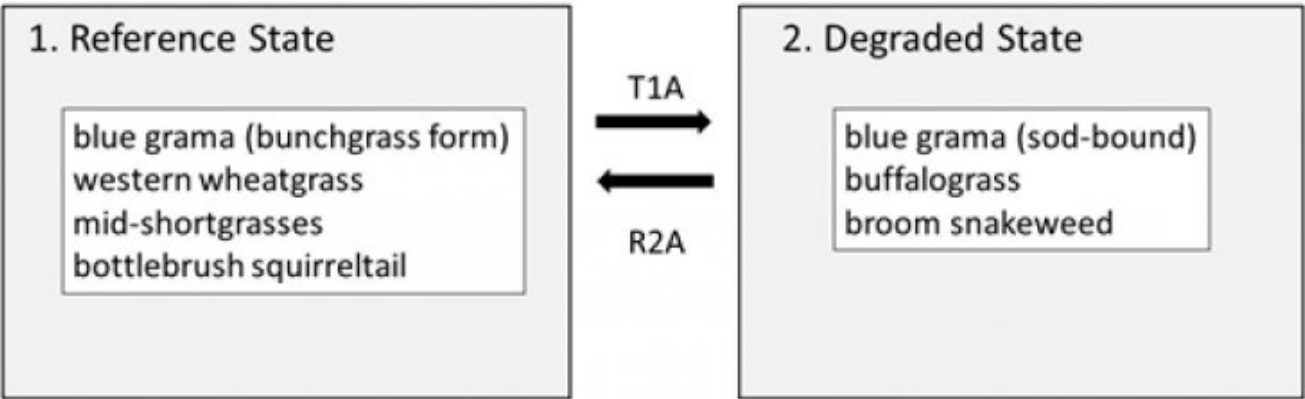 1. Reference State
blue grama (bunchgrass form)
western wheatgrass
mid-shortgrasses
bottlebrush squirreltail
T1A
R2A
2. Degraded State
blue grama (sod-bound)
buffalograss
broom snakeweed